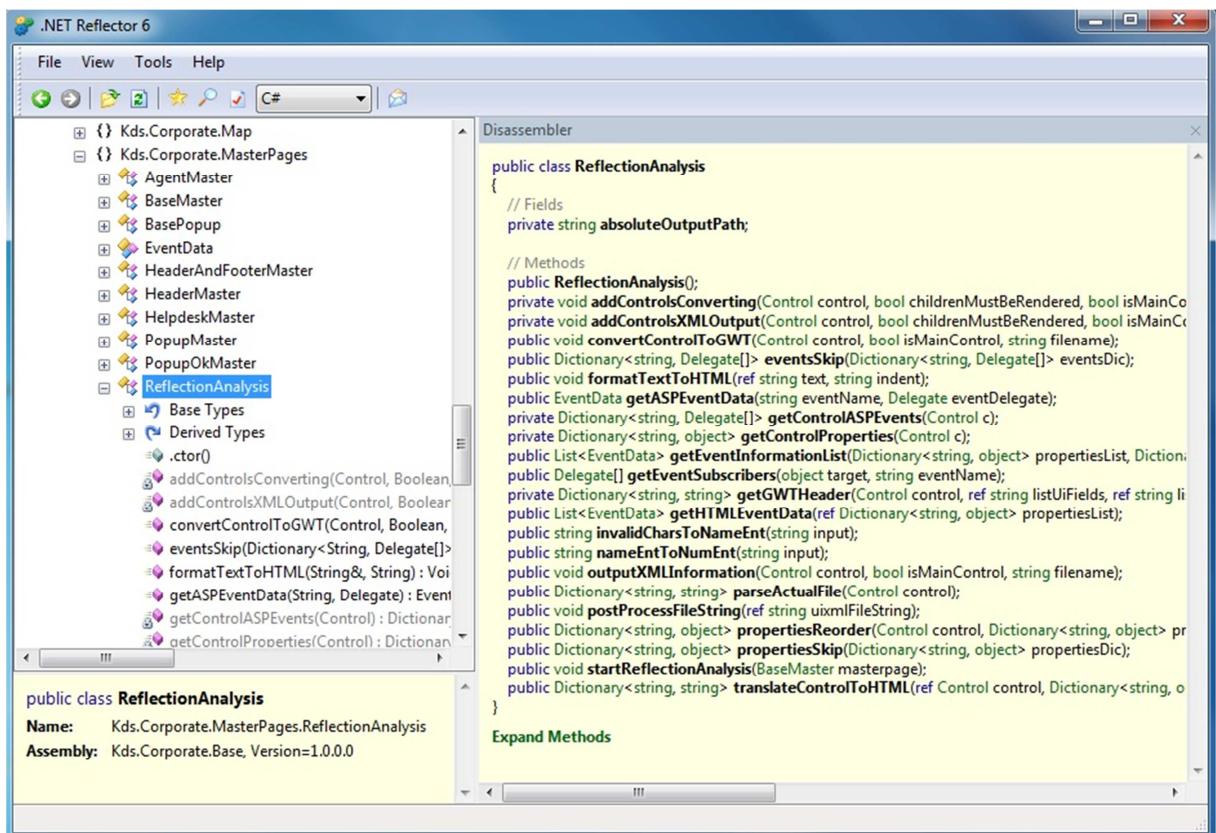 .NET Reflector 6
File View Tools Help
C#
{} Kds.Corporate.Map
{} Kds.Corporate.MasterPages
AgentMaster
BaseMaster
BasePopup
EventData
HeaderAndFooterMaster
HeaderMaster
HelpdeskMaster
PopupMaster
PopupOkMaster
ReflectionAnalysis
Base Types
Derived Types
.ctor()
addControlsConverting(Control, Boolean,
addControlsXMLOutput(Control, Boolean
convertControlToGWT(Control, Boolean,
eventsSkip(Dictionary<String, Delegate[]>
formatTextToHTML(String&, String) : Voi
getASPEventData(String, Delegate) : Event
getControlASPEvents(Control) : Dictionar
getControlProperties(Control) : Dictionan
public class ReflectionAnalysis
Name: Kds.Corporate.MasterPages.ReflectionAnalysis
Assembly: Kds.Corporate.Base, Version=1.0.0.0
Disassembler
public class ReflectionAnalysis
{
// Fields
private string absoluteOutputPath;
// Methods
public ReflectionAnalysis();
private void addControlsConverting(Control control, bool childrenMustBeRendered, bool isMainCo
private void addControlsXMLOutput(Control control, bool childrenMustBeRendered, bool isMainCo
public void convertControlToGWT(Control control, bool isMainControl, string filename);
public Dictionary<string, Delegate[]> eventsSkip(Dictionary<string, Delegate[]> eventsDic);
public void formatTextToHTML(ref string text, string indent);
public EventData getASPEventData(string eventName, Delegate eventDelegate);
private Dictionary<string, Delegate[]> getControlASPEvents(Control c);
private Dictionary<string, object> getControlProperties(Control c);
public List<EventData> getEventInformationList(Dictionary<string, object> propertiesList, Diction
public Delegate[] getEventSubscribers(object target, string eventName);
private Dictionary<string, string> getGWTHeader(Control control, ref string listUiFields, ref string li
public List<EventData> getHTMLEventData(ref Dictionary<string, object> propertiesList);
public string invalidCharsToNameEnt(string input);
public string nameEntToNumEnt(string input);
public void outputXMLInformation(Control control, bool isMainControl, string filename);
public Dictionary<string, string> parseActualFile(Control control);
public void postProcessFileString(ref string uixmlFileString);
public Dictionary<string, object> propertiesReorder(Control control, Dictionary<string, object> pr
public Dictionary<string, object> propertiesSkip(Dictionary<string, object> propertiesDic);
public void startReflectionAnalysis(BaseMaster masterpage);
public Dictionary<string, string> translateControlToHTML(ref Control control, Dictionary<string, o
}
Expand Methods